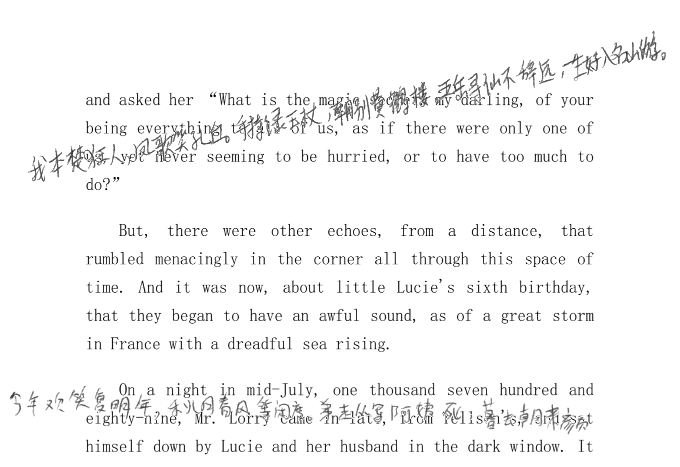 我本楚狂人,凤歌笑孔丘。手持绿玉杖,朝别黄鹤楼 五岳寻仙不辞远,一生好入名山游。
and asked her “What is the magic secret, my darling, of your
being everything to all of us, as if there were only one of
us, yet never seeming to be hurried, or to have too much to
do?”
But, there were other echoes, from a distance, that
rumbled menacingly in the corner all through this space of
time. And it was now, about little Lucie's sixth birthday,
that they began to have an awful sound, as of a great storm
in France with a dreadful sea rising.
On a night in mid-July, one thousand seven hundred and
今年欢笑复明年,秋月春风等闲度 弟走从军阿姨死 暮去朝来颜
eighty-nine, Mr. Lorry came in late, from Tellson's, and sat
himself down by Lucie and her husband in the dark window. It